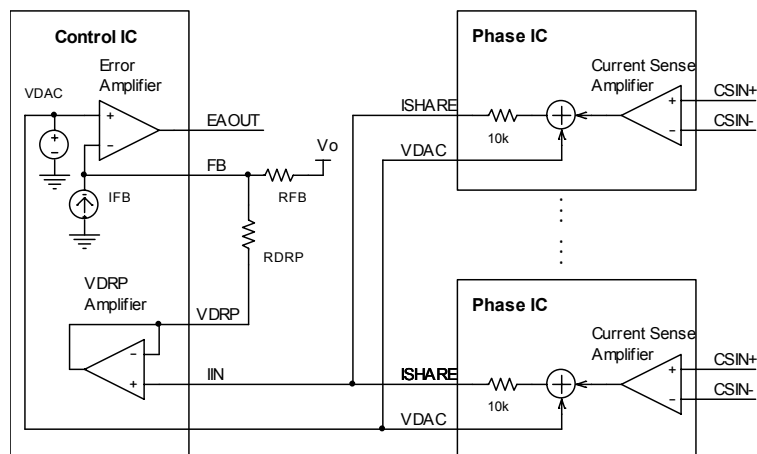 Control IC
Error
Amplifier
VDAC
+
-
+
-
EAOUT
FB
Vo
IFB
RFB
RDRP
VDRP
Amplifier
VDRP
-
+
IIN
Phase IC
Current Sense
Amplifier
ISHARE
10k
+
-
CSIN+
CSIN-
VDAC
Phase IC
Current Sense
Amplifier
ISHARE
10k
+
-
CSIN+
CSIN-
VDAC